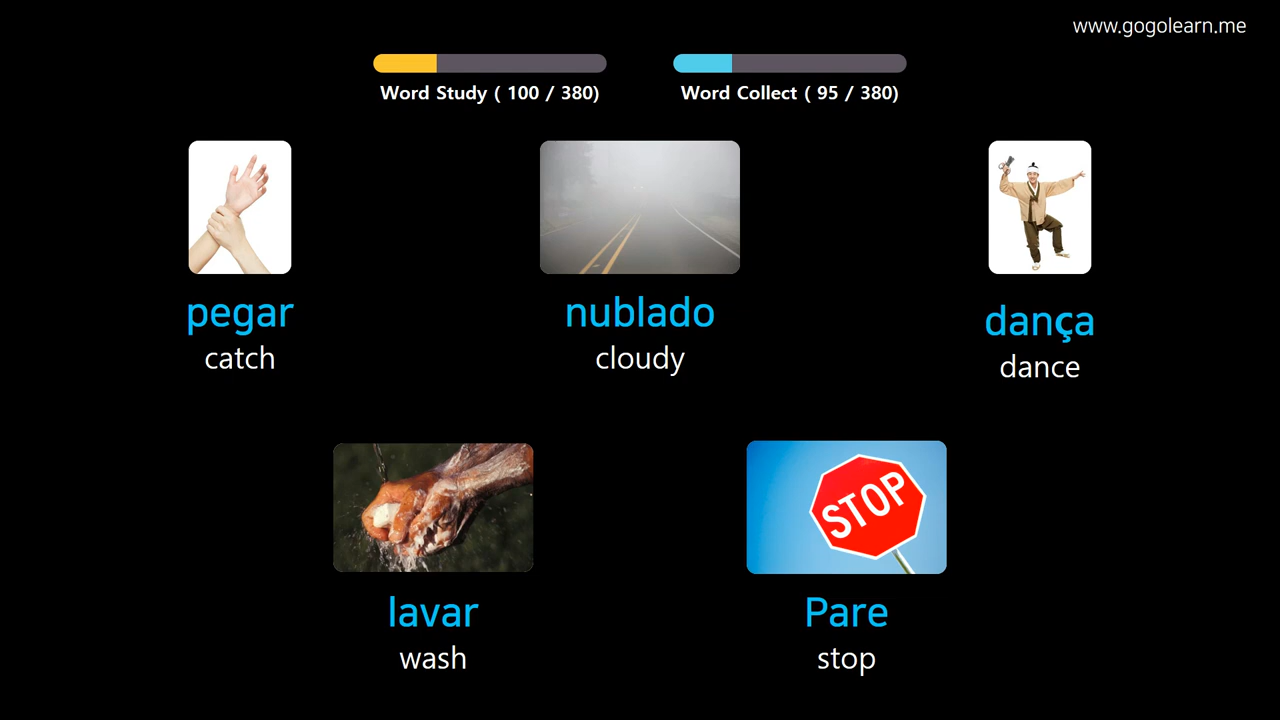 www.gogolearn.me
Word Study ( 100 / 380)
Word Collect ( 95 / 380)
pegar
catch
nublado
cloudy
dança
dance
lavar
wash
STOP
Pare
stop